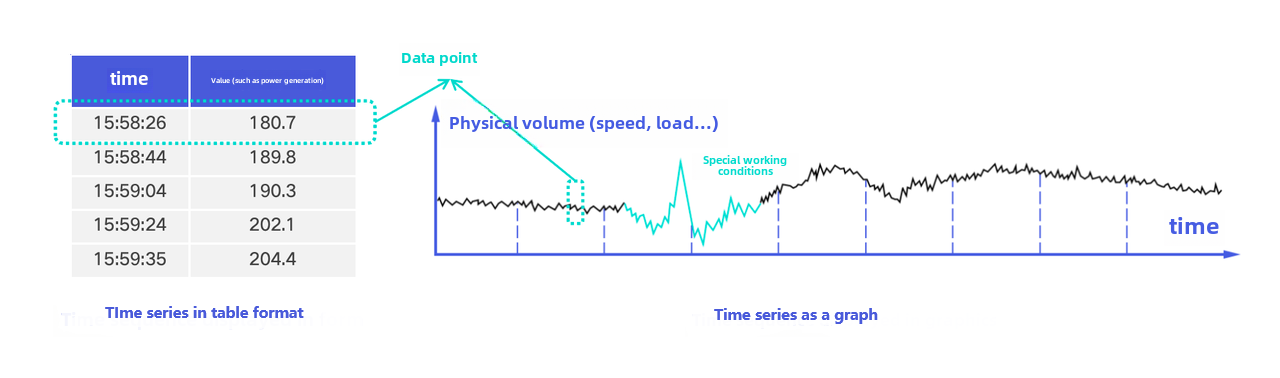 Data point
time
Value (such as power generation)
15:58:26 180.7
15:58:44 189.8
15:59:04 190.3
15:59:24 202.1
15:59:35 204.4
TIme series in table format
Physical volume (speed, load...)
Special working
conditions
time
Time series as a graph